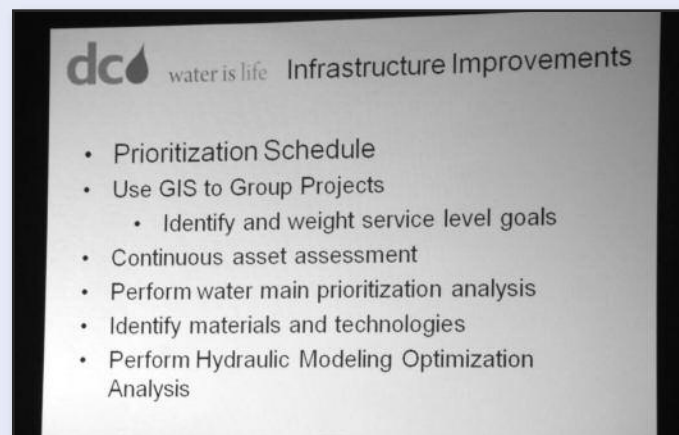 dc water is life Infrastructure Improvements
• Prioritization Schedule
• Use GIS to Group Projects
• Identify and weight service level goals
• Continuous asset assessment
• Perform water main prioritization analysis
• Identify materials and technologies
• Perform Hydraulic Modeling Optimization
Analysis